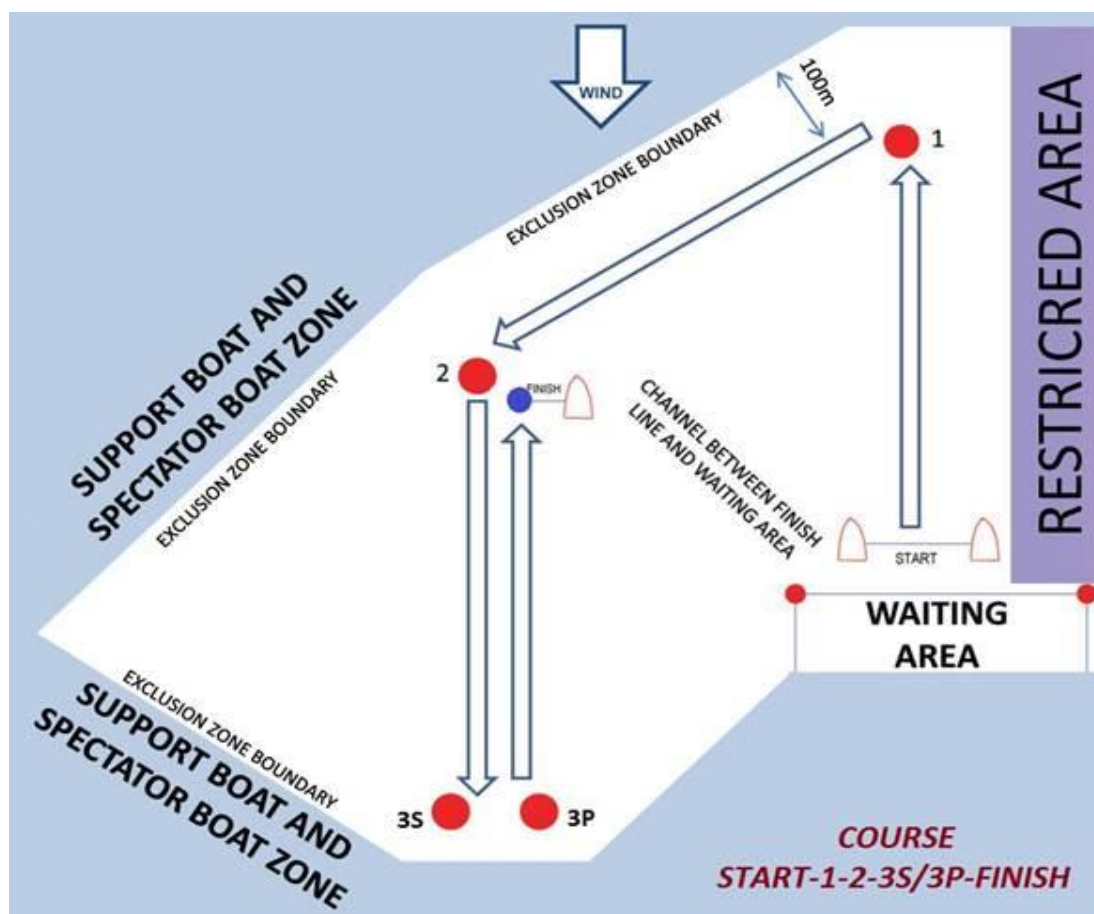 WIND
100m
1
EXCLUSION ZONE BOUNDARY
RESTRICRED AREA
SUPPORT BOAT AND
SPECTATOR BOAT ZONE
2
FINISH
EXCLUSION ZONE BOUNDARY
CHANNEL BETWEEN FINISH
LINE AND WAITING AREA
START
WAITING
AREA
EXCLUSION ZONE BOUNDARY
SUPPORT BOAT AND
SPECTATOR BOAT ZONE
3S
3P
COURSE
START-1-2-3S/3P-FINISH